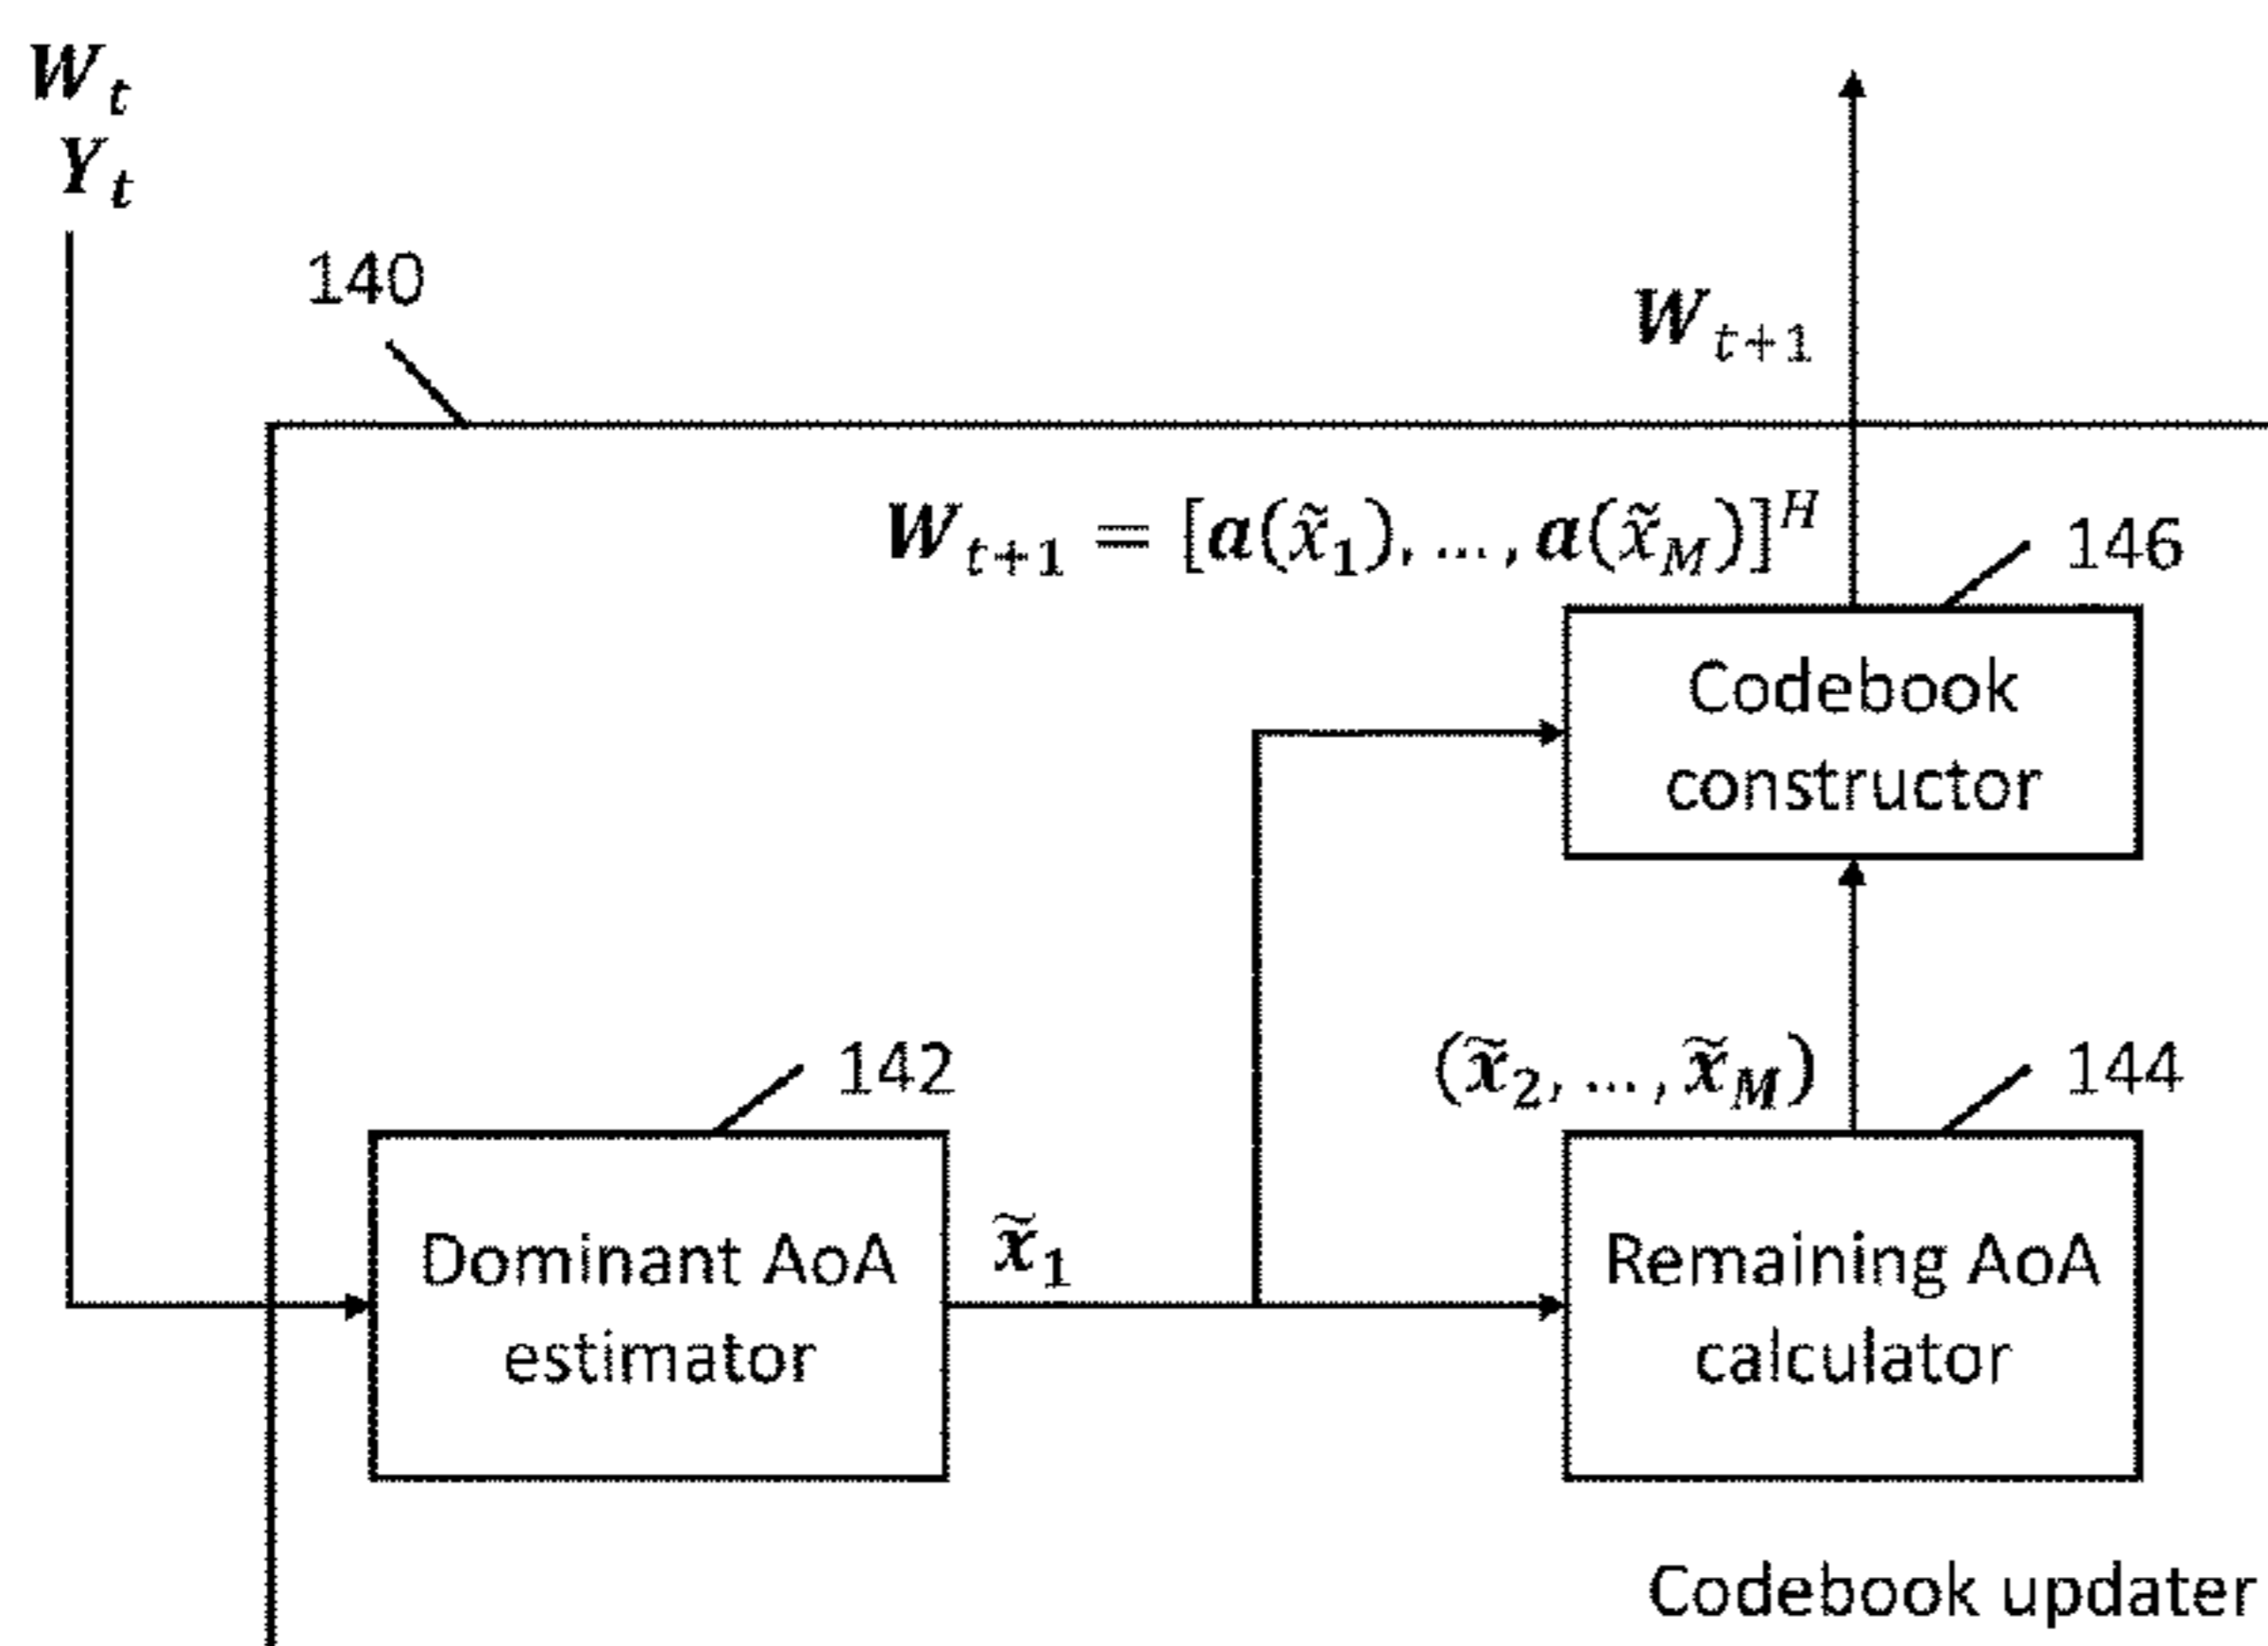 W_t
Y_t
140
W_{t+1}
W_{t+1} = [a(x̃_1), ..., a(x̃_M)]^H
146
Codebook
constructor
142
(x̃_2, ..., x̃_M)
144
Dominant AoA
estimator
x̃_1
Remaining AoA
calculator
Codebook updater